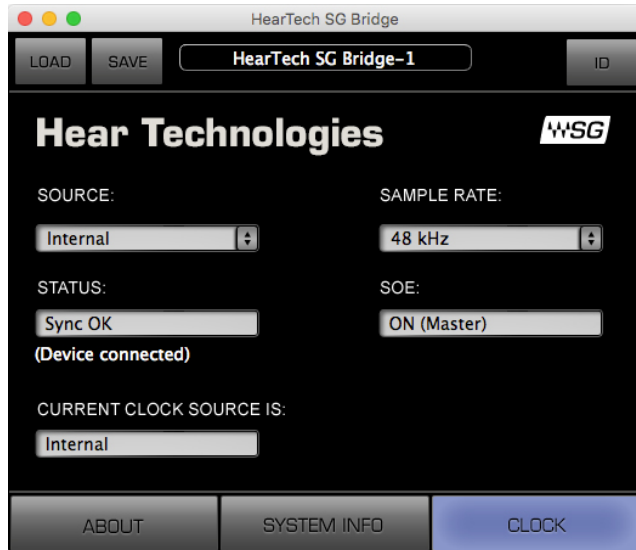 HearTech SG Bridge
LOAD SAVE HearTech SG Bridge-1 ID
Hear Technologies SG
SOURCE: SAMPLE RATE:
Internal 48 kHz
STATUS: SOE:
Sync OK ON (Master)
(Device connected)
CURRENT CLOCK SOURCE IS:
Internal
ABOUT SYSTEM INFO CLOCK